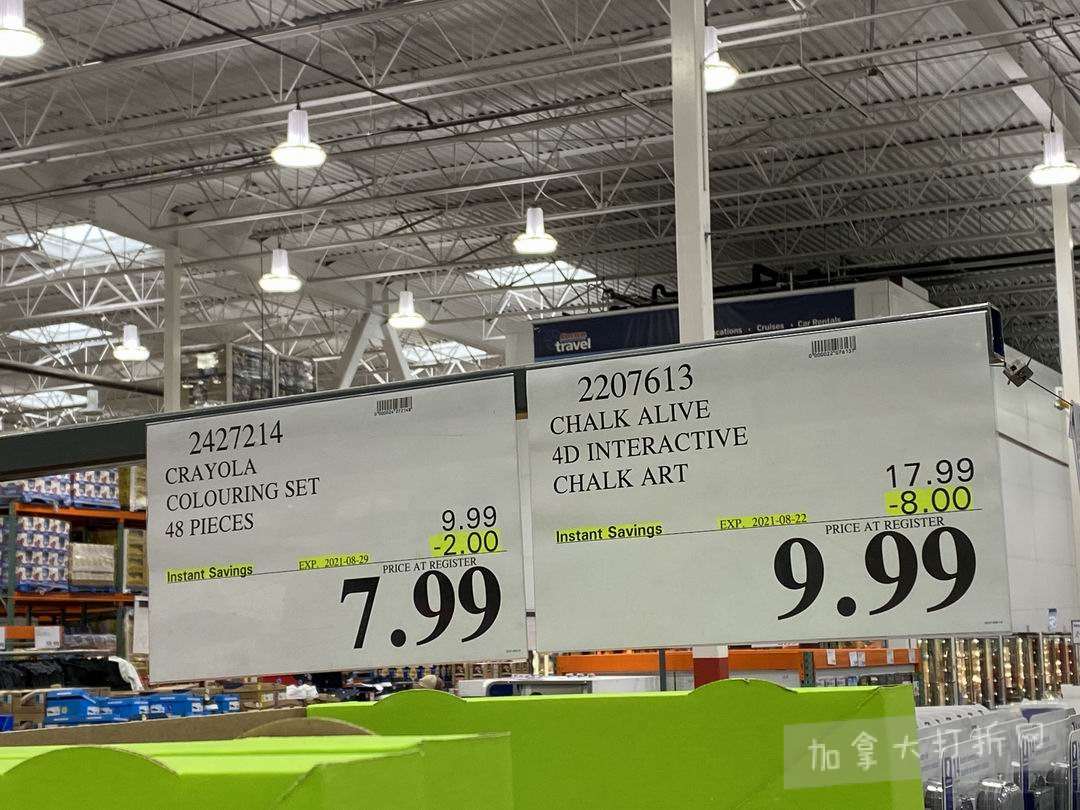 travel
Cruises • Car Rentals
2427214
CRAYOLA
COLOURING SET
48 PIECES
9.99
-2.00
Instant Savings
EXP. 2021-08-29
PRICE AT REGISTER
7.99
2207613
CHALK ALIVE
4D INTERACTIVE
CHALK ART
17.99
-8.00
Instant Savings
EXP. 2021-08-22
PRICE AT REGISTER
9.99
加拿大打折网